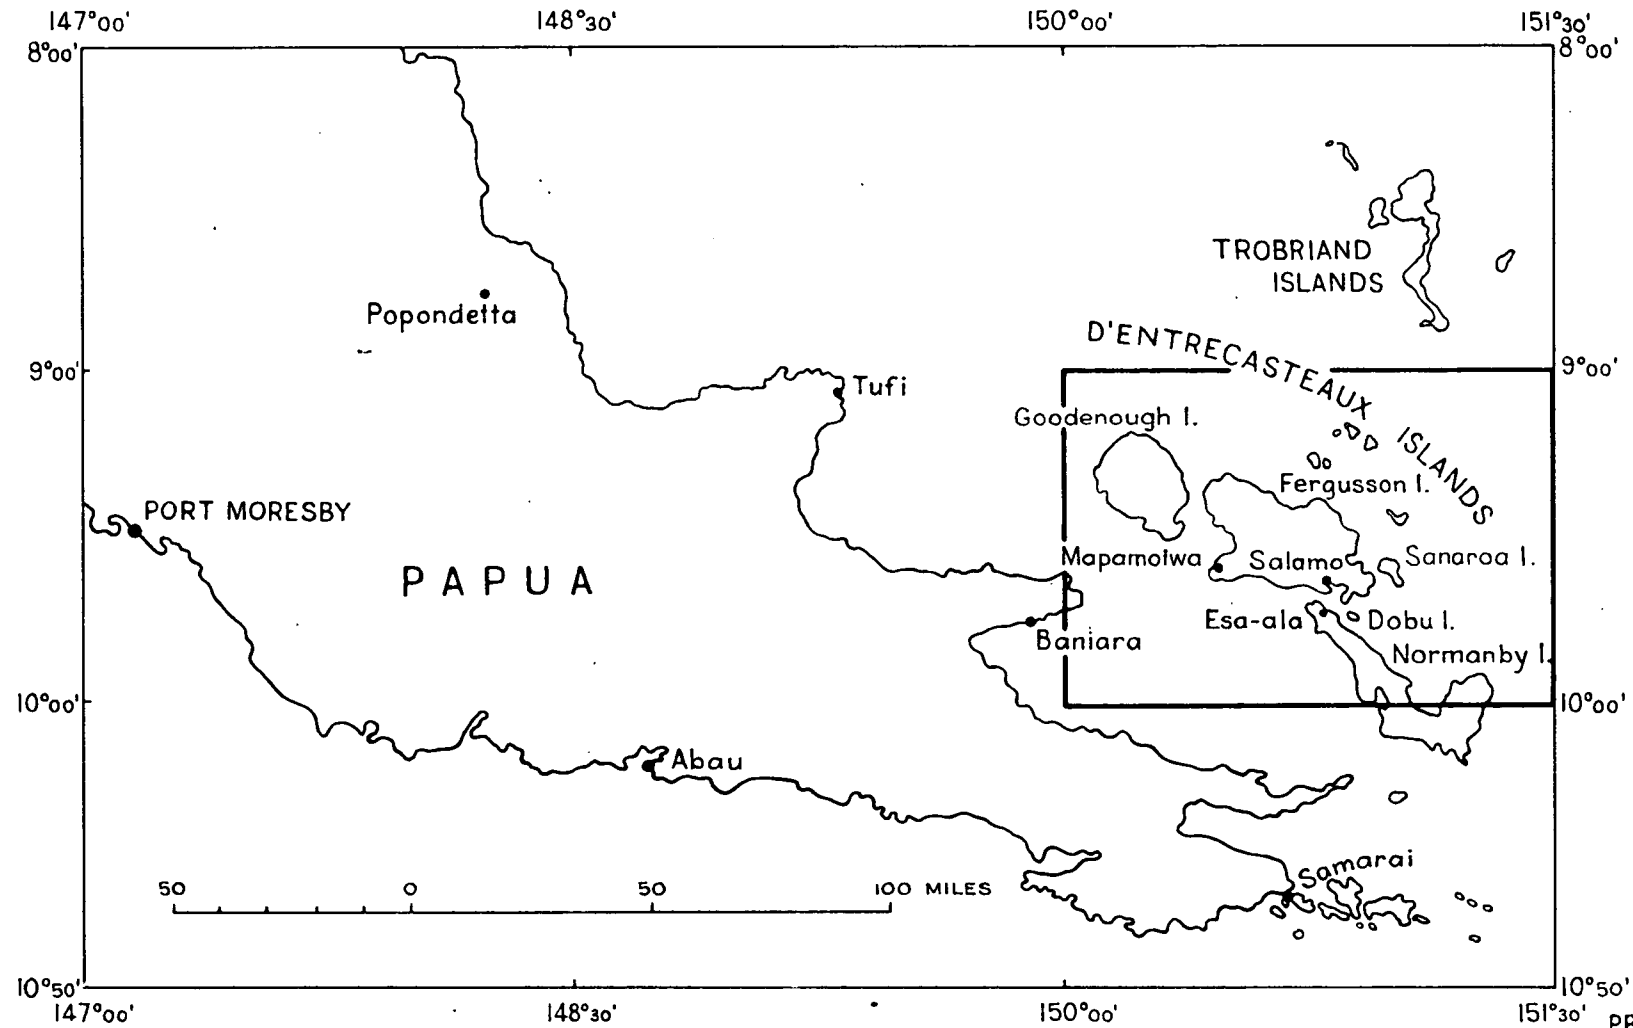 147°00' 148°30' 150°00' 151°30'
8°00' 8°00'
TROBRIAND
ISLANDS
Popondetta
D'ENTRECASTEAUX ISLANDS
9°00' 9°00'
Tufi
Goodenough I.
Fergusson I.
PORT MORESBY
Mapamoiwa Salamo Sanaroa I.
PAPUA
Esa-ala Dobu I.
Baniara
Normanby I.
10°00' 10°00'
Abau
Samarai
50 0 50 100 MILES
10°50' 10°50'
147°00' 148°30' 150°00' 151°30'